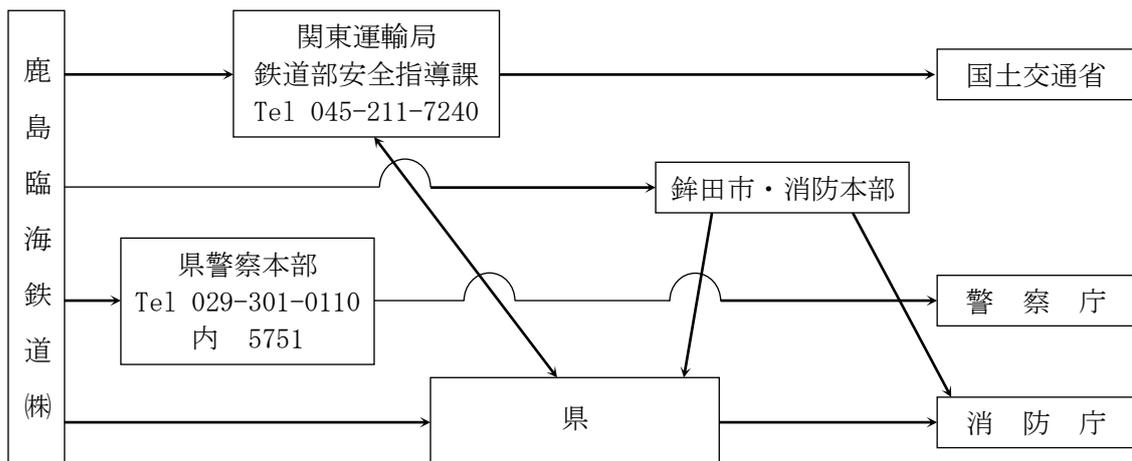 鹿島臨海鉄道㈱
関東運輸局
鉄道部安全指導課
Tel 045-211-7240
国土交通省
鉾田市・消防本部
県警察本部
Tel 029-301-0110
内　5751
警　察　庁
県
消　防　庁